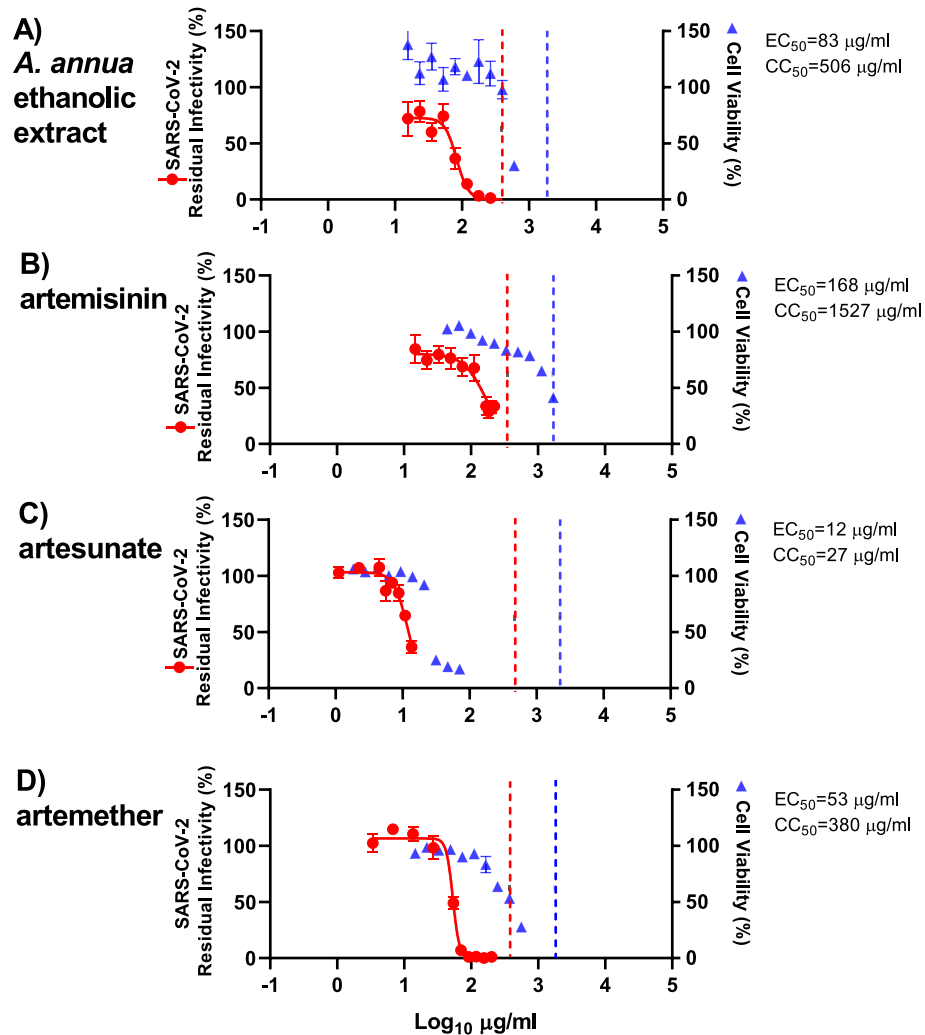 A)
A. annua
ethanolic
extract
SARS-CoV-2
Residual Infectivity (%)
150
100
50
0
-1 0 1 2 3 4 5
150
100
50
0
Cell Viability (%)
EC50=83 μg/ml
CC50=506 μg/ml
B)
artemisinin
SARS-CoV-2
Residual Infectivity (%)
150
100
50
0
-1 0 1 2 3 4 5
150
100
50
0
Cell Viability (%)
EC50=168 μg/ml
CC50=1527 μg/ml
C)
artesunate
SARS-CoV-2
Residual Infectivity (%)
150
100
50
0
-1 0 1 2 3 4 5
150
100
50
0
Cell Viability (%)
EC50=12 μg/ml
CC50=27 μg/ml
D)
artemether
SARS-CoV-2
Residual Infectivity (%)
150
100
50
0
-1 0 1 2 3 4 5
150
100
50
0
Cell Viability (%)
EC50=53 μg/ml
CC50=380 μg/ml
Log10 μg/ml